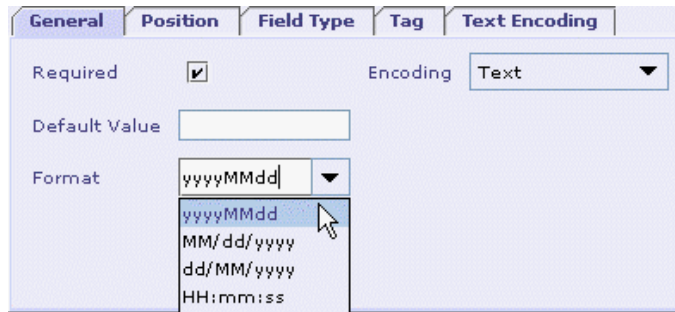 General Position Field Type Tag Text Encoding
Required Encoding Text
Default Value
Format yyyyMMdd
yyyyMMdd
MM/dd/yyyy
dd/MM/yyyy
HH:mm:ss